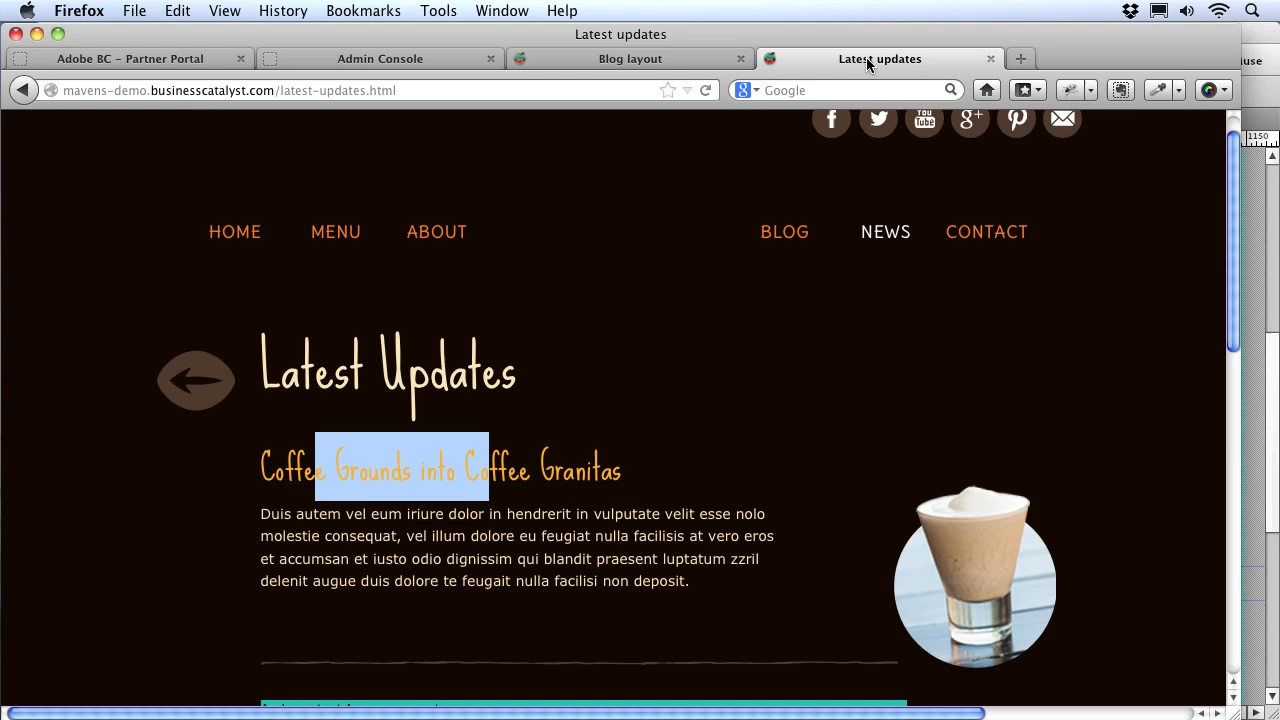 Firefox File Edit View History Bookmarks Tools Window Help
Latest updates
Adobe BC – Partner Portal
Admin Console
Blog layout
Latest updates
mavens-demo.businesscatalyst.com/latest-updates.html
Google
use
1150
f
You Tube
g+
HOME MENU ABOUT BLOG NEWS CONTACT
Latest Updates
Coffee Grounds into Coffee Granitas
Duis autem vel eum iriure dolor in hendrerit in vulputate velit esse nolo
molestie consequat, vel illum dolore eu feugiat nulla facilisis at vero eros
et accumsan et iusto odio dignissim qui blandit praesent luptatum zzril
delenit augue duis dolore te feugait nulla facilisi non deposit.